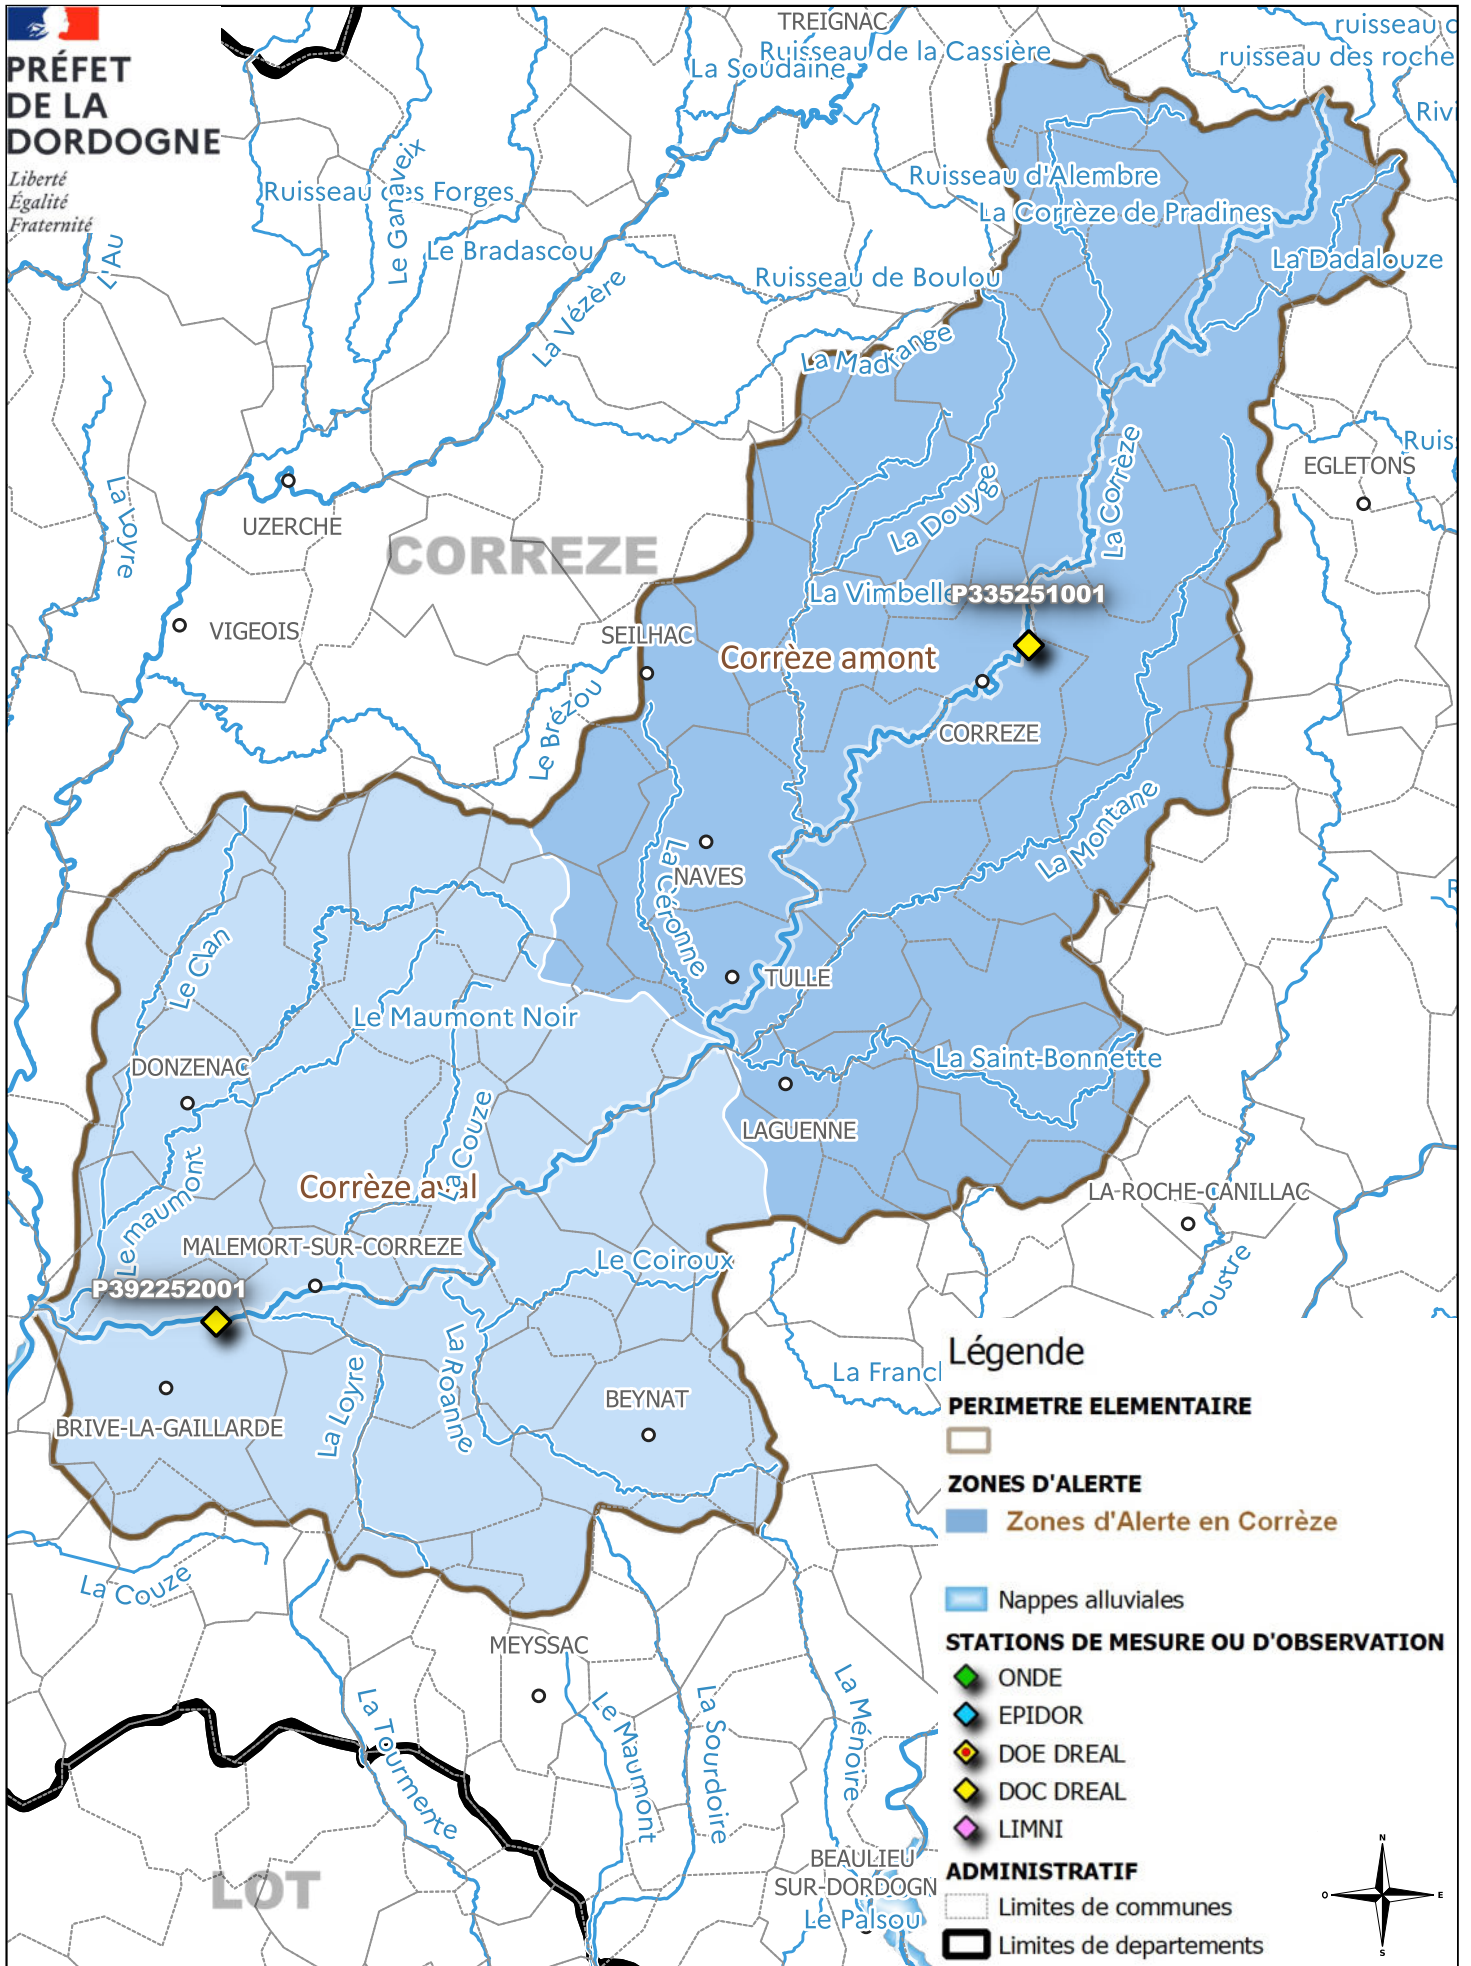 PRÉFET
DE LA
DORDOGNE
Liberté
Égalité
Fraternité
TREIGNAC
Ruisseau de la Cassière
La Soudaine
ruisseau des roche
Ruisseau d'Alembre
La Corrèze de Pradines
La Dadalouze
Le Ganaveix
Ruisseau des Forges
Le Bradascou
L'Au
La Vézère
Ruisseau de Boulou
La Madrange
La Loyre
UZERCHE
CORREZE
VIGEOIS
EGLETONS
Ruis
La Douyge
La Corrèze
La Vimbelle
P335251001
SEILHAC
Corrèze amont
CORREZE
Le Brézou
La Montane
NAVES
La Céronne
TULLE
Le Clan
Le Maumont Noir
DONZENAC
La Saint-Bonnette
LAGUENNE
La Couze
Corrèze aval
Le maumont
MALEMORT-SUR-CORREZE
P392252001
Le Coiroux
LA-ROCHE-CANILLAC
Doustre
La Loyre
La Roanne
BEYNAT
BRIVE-LA-GAILLARDE
La Franc
La Couze
MEYSSAC
La Tourmente
Le Maumont
La Sourdoire
La Ménoire
LOT
BEAULIEU
SUR-DORDOGN
Le Palsou
Légende
PERIMETRE ELEMENTAIRE
ZONES D'ALERTE
Zones d'Alerte en Corrèze
Nappes alluviales
STATIONS DE MESURE OU D'OBSERVATION
ONDE
EPIDOR
DOE DREAL
DOC DREAL
LIMNI
ADMINISTRATIF
Limites de communes
Limites de departements
N
O
E
S